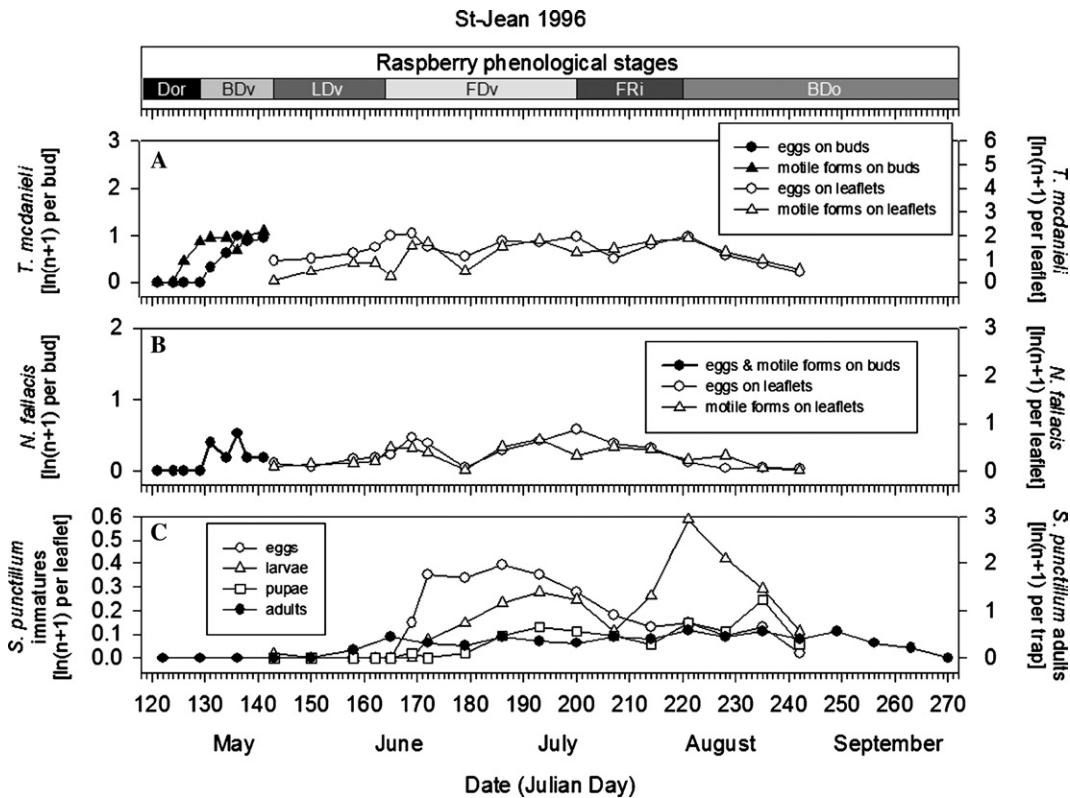 St-Jean 1996
Raspberry phenological stages
Dor BDv LDv FDv FRi BDo
A
T. mcdanieli
[ln(n+1) per bud]
3
2
1
0
eggs on buds
motile forms on buds
eggs on leaflets
motile forms on leaflets
6
5
4
3
2
1
0
T. mcdanieli
[ln(n+1) per leaflet]
B
N. fallacis
[ln(n+1) per bud]
2
1
0
eggs & motile forms on buds
eggs on leaflets
motile forms on leaflets
3
2
1
0
N. fallacis
[ln(n+1) per leaflet]
C
S. punctillum
immatures
[ln(n+1) per leaflet]
0.6
0.5
0.4
0.3
0.2
0.1
0.0
eggs
larvae
pupae
adults
3
2
1
0
S. punctillum adults
[ln(n+1) per trap]
120 130 140 150 160 170 180 190 200 210 220 230 240 250 260 270
May June July August September
Date (Julian Day)